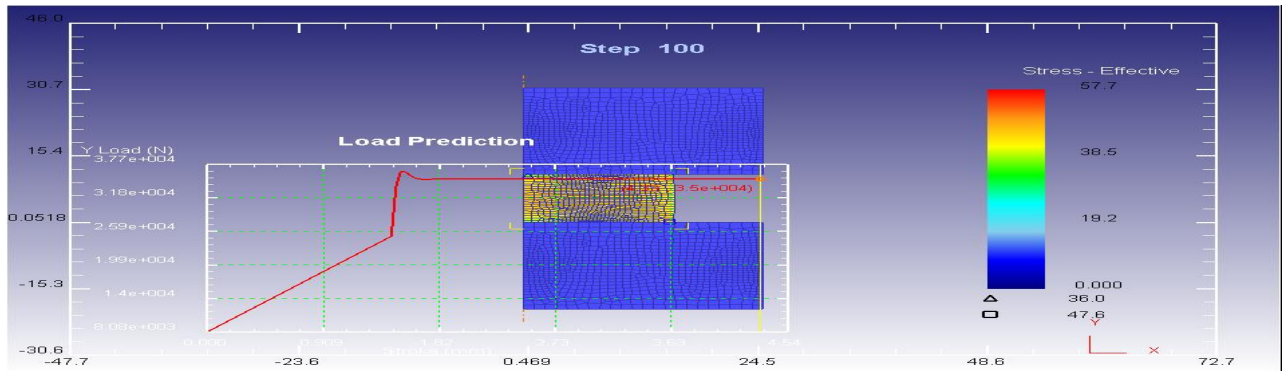 46.0
Step 100
30.7
Stress - Effective
57.7
Load Prediction
15.4
Y Load (N)
3.77e+004
38.5
3.18e+004
3.5e+004)
0.0518
2.59e+004
19.2
1.99e+004
-15.3
1.4e+004
0.000
36.0
8.08e+003
47.6
Y
0.000 0.909 1.82 2.73 3.63 4.54
Stroke (mm)
X
-30.6
-47.7 -23.6 0.469 24.5 48.6 72.7